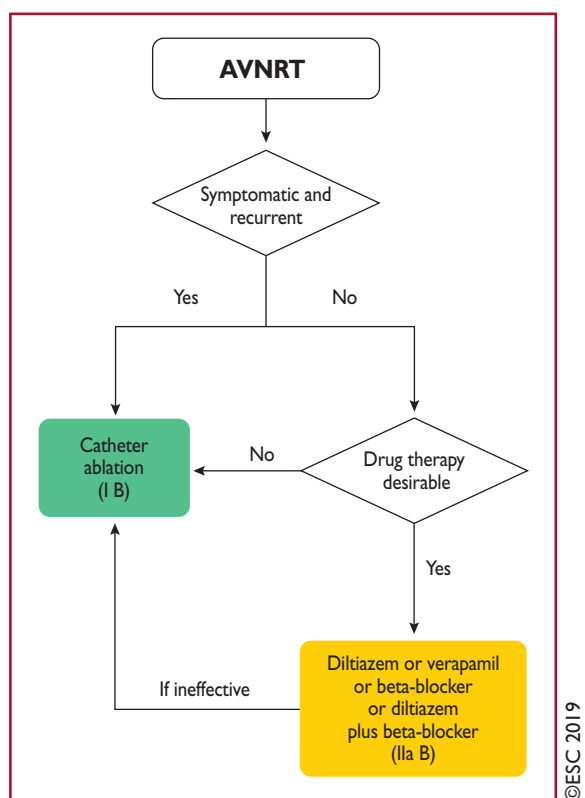 AVNRT
Symptomatic and
recurrent
Yes
No
Catheter
ablation
(I B)
No
Drug therapy
desirable
Yes
If ineffective
Diltiazem or verapamil
or beta-blocker
or diltiazem
plus beta-blocker
(IIa B)
©ESC 2019